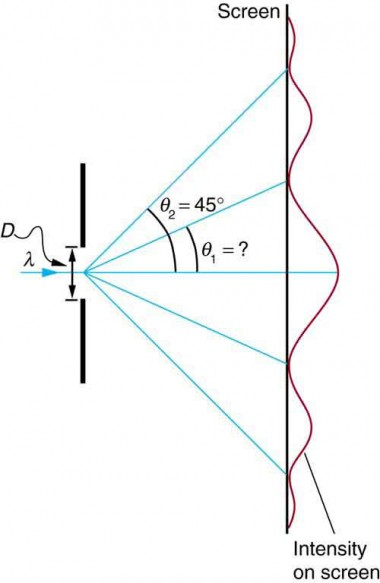 Screen
θ₂ = 45°
D
θ₁ = ?
λ
Intensity
on screen